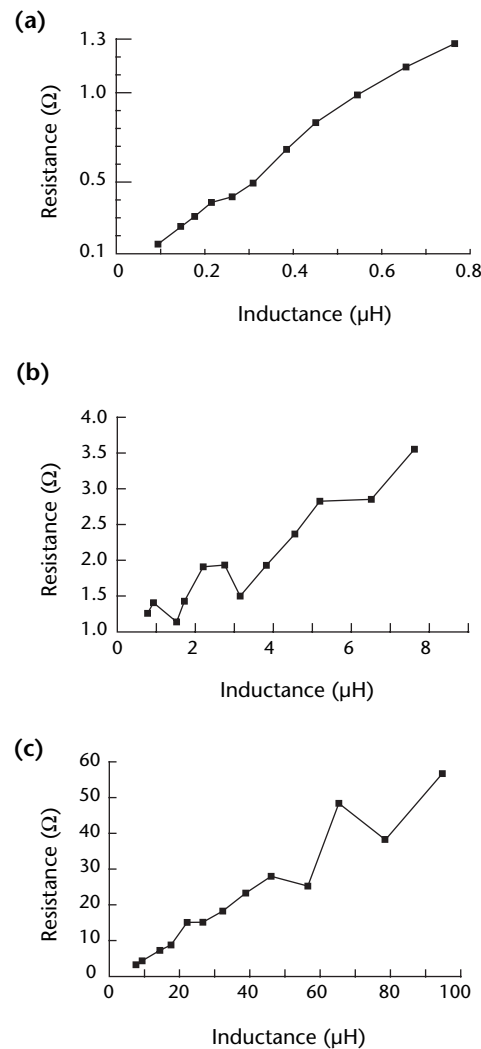 (a)
1.3
1.0
0.5
0.1
Resistance (Ω)
0 0.2 0.4 0.6 0.8
Inductance (µH)
(b)
4.0
3.5
3.0
2.5
2.0
1.5
1.0
Resistance (Ω)
0 2 4 6 8
Inductance (µH)
(c)
60
50
40
30
20
10
0
Resistance (Ω)
0 20 40 60 80 100
Inductance (µH)